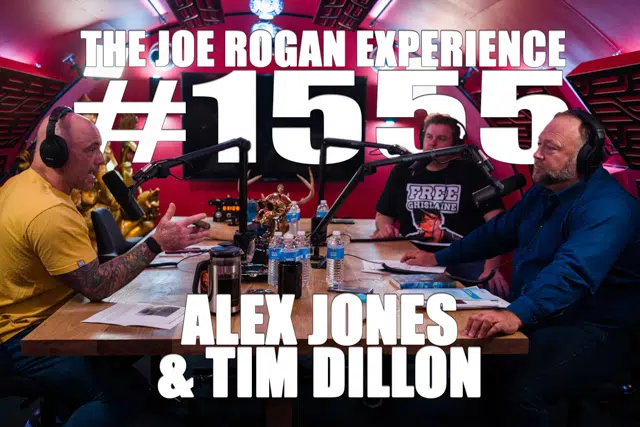 THE JOE ROGAN EXPERIENCE
#1555
FREE
GHISLAINE
ALEX JONES
& TIM DILLON